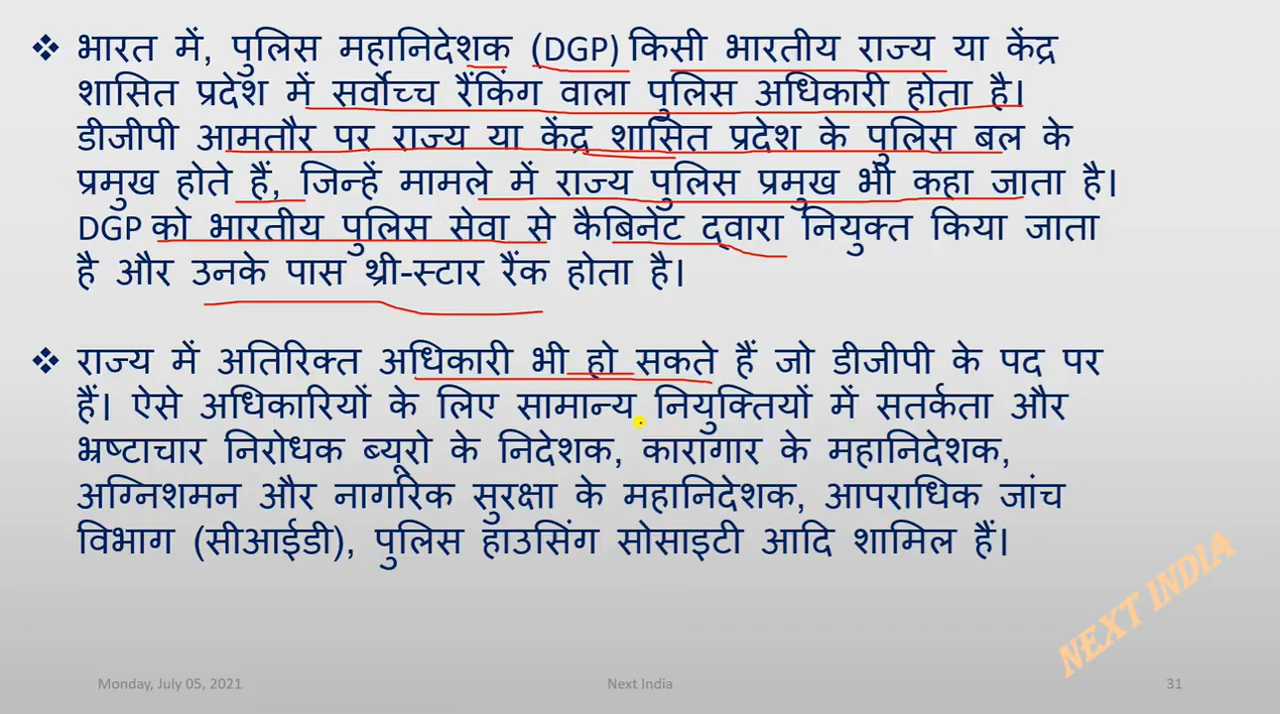 ❖ भारत में, पुलिस महानिदेशक (DGP) किसी भारतीय राज्य या केंद्र
शासित प्रदेश में सर्वोच्च रैंकिंग वाला पुलिस अधिकारी होता है।
डीजीपी आमतौर पर राज्य या केंद्र शासित प्रदेश के पुलिस बल के
प्रमुख होते हैं, जिन्हें मामले में राज्य पुलिस प्रमुख भी कहा जाता है।
DGP को भारतीय पुलिस सेवा से कैबिनेट द्वारा नियुक्त किया जाता
है और उनके पास थ्री-स्टार रैंक होता है।
❖ राज्य में अतिरिक्त अधिकारी भी हो सकते हैं जो डीजीपी के पद पर
हैं। ऐसे अधिकारियों के लिए सामान्य नियुक्तियों में सतर्कता और
भ्रष्टाचार निरोधक ब्यूरो के निदेशक, कारागार के महानिदेशक,
अग्निशमन और नागरिक सुरक्षा के महानिदेशक, आपराधिक जांच
विभाग (सीआईडी), पुलिस हाउसिंग सोसाइटी आदि शामिल हैं।
NEXT INDIA
Monday, July 05, 2021 Next India 31